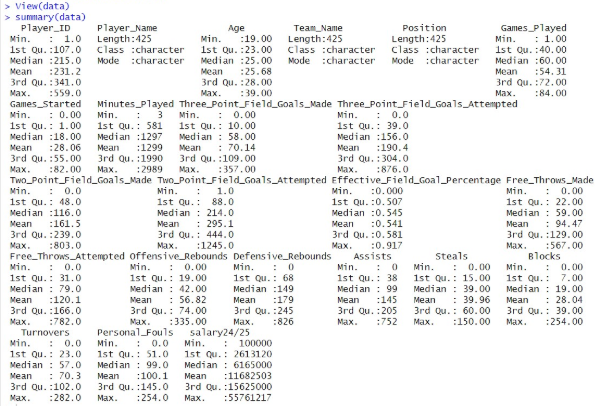 > View(data)
> summary(data)
Player_ID Player_Name Age Team_Name Position Games_Played
Min. : 1.0 Length:425 Min. :19.00 Length:425 Length:425 Min. : 1.00
1st Qu.:107.0 Class :character 1st Qu.:23.00 Class :character Class :character 1st Qu.:40.00
Median :215.0 Mode :character Median :25.00 Mode :character Mode :character Median :60.00
Mean :231.2 Mean :25.68 Mean :54.31
3rd Qu.:341.0 3rd Qu.:28.00 3rd Qu.:72.00
Max. :559.0 Max. :39.00 Max. :84.00
Games_Started Minutes_Played Three_Point_Field_Goals_Made Three_Point_Field_Goals_Attempted
Min. : 0.00 Min. : 3 Min. : 0.00 Min. : 0.0
1st Qu.: 1.00 1st Qu.: 581 1st Qu.: 10.00 1st Qu.: 39.0
Median :18.00 Median :1297 Median : 58.00 Median :156.0
Mean :28.06 Mean :1299 Mean : 70.14 Mean :190.4
3rd Qu.:55.00 3rd Qu.:1990 3rd Qu.:109.00 3rd Qu.:304.0
Max. :82.00 Max. :2989 Max. :357.00 Max. :876.0
Two_Point_Field_Goals_Made Two_Point_Field_Goals_Attempted Effective_Field_Goal_Percentage Free_Throws_Made
Min. : 0.0 Min. : 1.0 Min. :0.000 Min. : 0.00
1st Qu.: 48.0 1st Qu.: 88.0 1st Qu.:0.507 1st Qu.: 22.00
Median :116.0 Median : 214.0 Median :0.545 Median : 59.00
Mean :161.5 Mean : 295.1 Mean :0.541 Mean : 94.47
3rd Qu.:239.0 3rd Qu.: 444.0 3rd Qu.:0.581 3rd Qu.:129.00
Max. :803.0 Max. :1245.0 Max. :0.917 Max. :567.00
Free_Throws_Attempted Offensive_Rebounds Defensive_Rebounds Assists Steals Blocks
Min. : 0.0 Min. : 0.00 Min. : 0 Min. : 0 Min. : 0.00 Min. : 0.00
1st Qu.: 31.0 1st Qu.: 19.00 1st Qu.: 68 1st Qu.: 38 1st Qu.: 15.00 1st Qu.: 7.00
Median : 79.0 Median : 42.00 Median :149 Median : 99 Median : 39.00 Median : 19.00
Mean :120.1 Mean : 56.82 Mean :179 Mean :145 Mean : 39.96 Mean : 28.04
3rd Qu.:166.0 3rd Qu.: 74.00 3rd Qu.:245 3rd Qu.:205 3rd Qu.: 60.00 3rd Qu.: 39.00
Max. :782.0 Max. :335.00 Max. :826 Max. :752 Max. :150.00 Max. :254.00
Turnovers Personal_Fouls salary24/25
Min. : 0.0 Min. : 0.0 Min. : 100000
1st Qu.: 23.0 1st Qu.: 51.0 1st Qu.: 2613120
Median : 57.0 Median : 99.0 Median : 6165000
Mean : 70.3 Mean :100.1 Mean :11682503
3rd Qu.:102.0 3rd Qu.:145.0 3rd Qu.:15625000
Max. :282.0 Max. :254.0 Max. :55761217